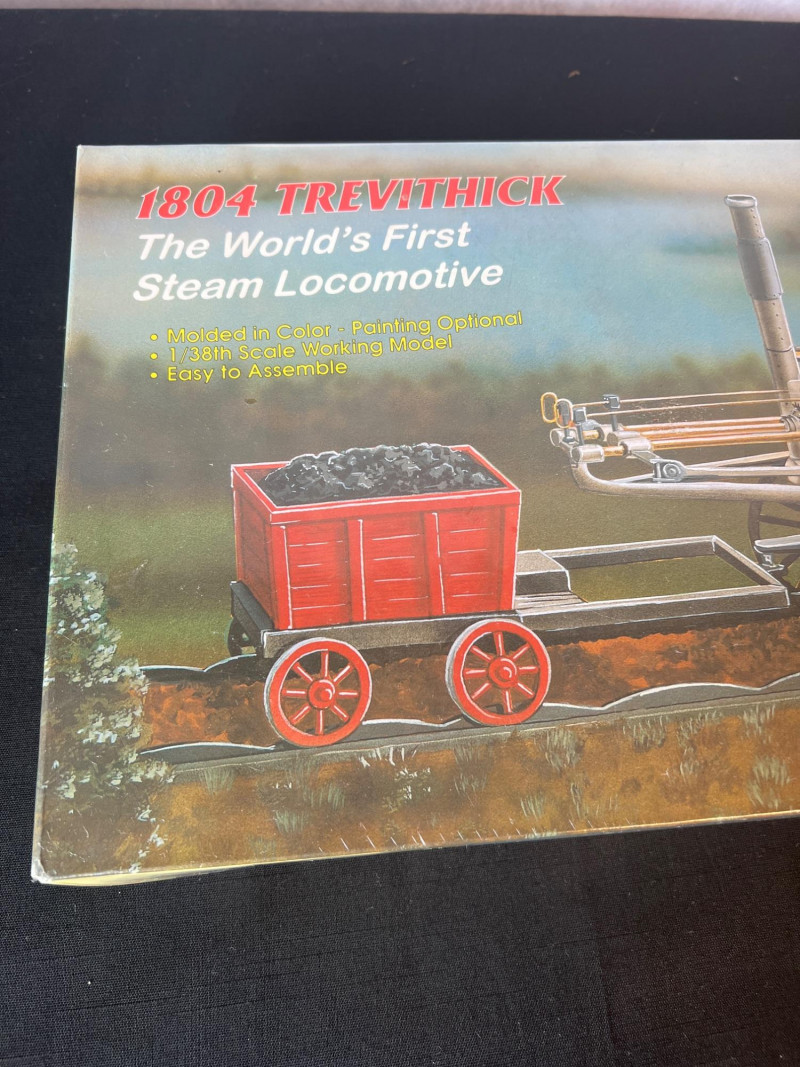 1804 TREVITHICK
The World's First
Steam Locomotive
• Molded in Color - Painting Optional
• 1/38th Scale Working Model
• Easy to Assemble